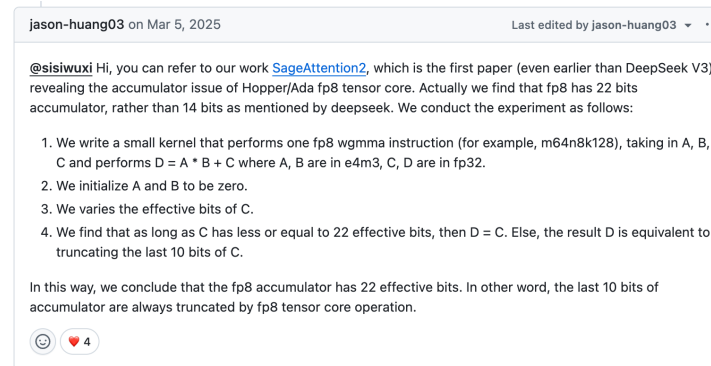 jason-huang03 on Mar 5, 2025 Last edited by jason-huang03
@sisiwuxi Hi, you can refer to our work SageAttention2, which is the first paper (even earlier than DeepSeek V3)
revealing the accumulator issue of Hopper/Ada fp8 tensor core. Actually we find that fp8 has 22 bits
accumulator, rather than 14 bits as mentioned by deepseek. We conduct the experiment as follows:
1. We write a small kernel that performs one fp8 wgmma instruction (for example, m64n8k128), taking in A, B,
C and performs D = A * B + C where A, B are in e4m3, C, D are in fp32.
2. We initialize A and B to be zero.
3. We varies the effective bits of C.
4. We find that as long as C has less or equal to 22 effective bits, then D = C. Else, the result D is equivalent to
truncating the last 10 bits of C.
In this way, we conclude that the fp8 accumulator has 22 effective bits. In other word, the last 10 bits of
accumulator are always truncated by fp8 tensor core operation.
4